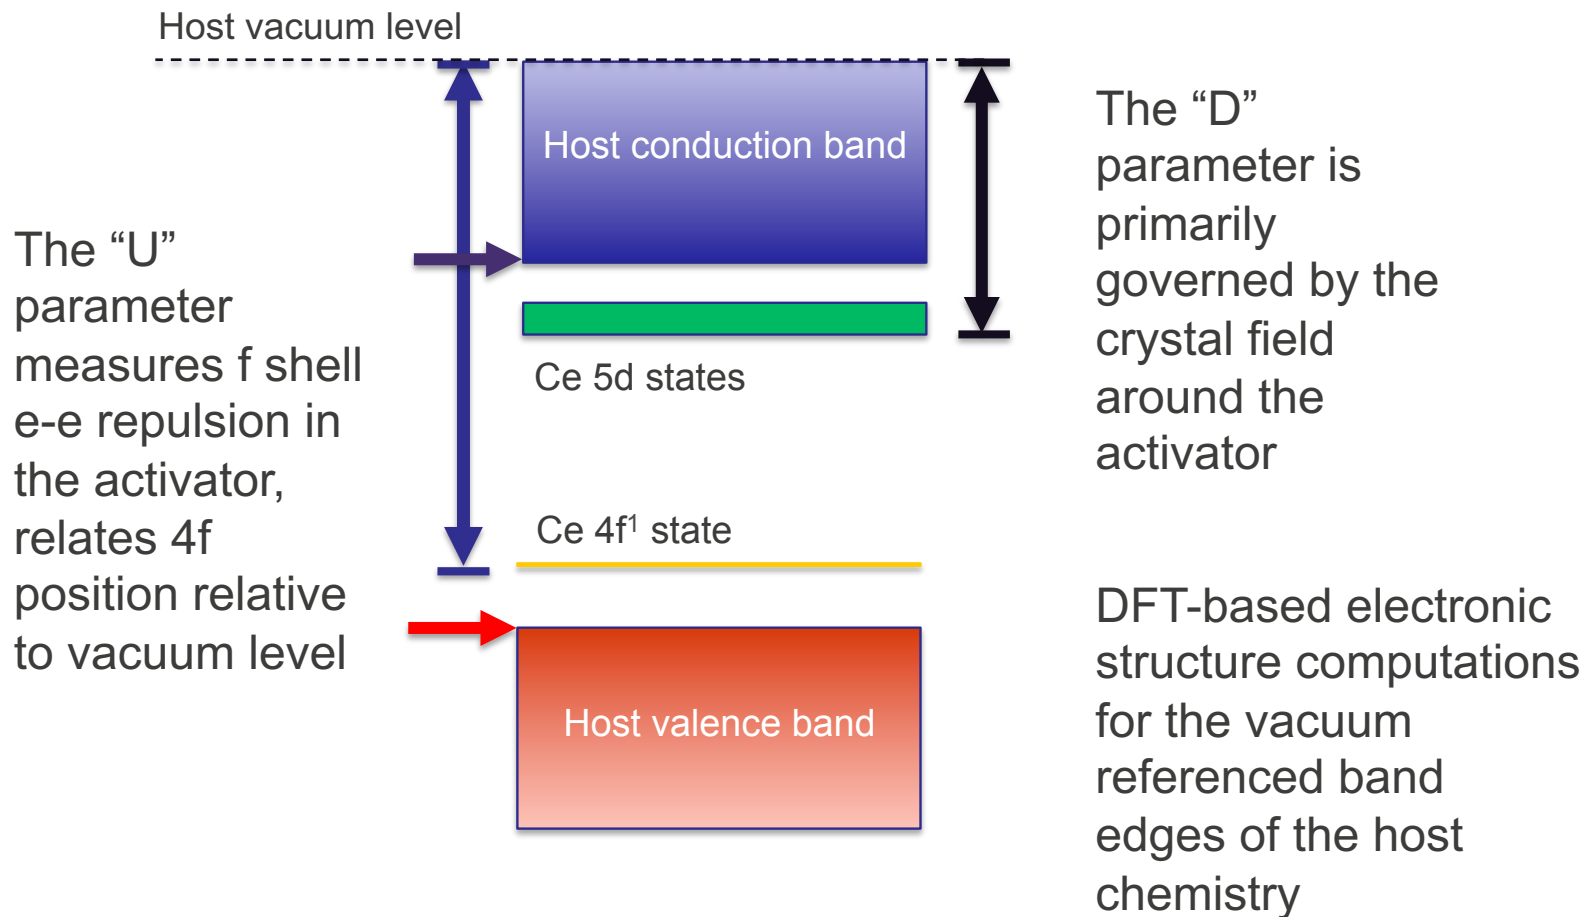 Host vacuum level
Host conduction band
The “U”
parameter
measures f shell
e-e repulsion in
the activator,
relates 4f
position relative
to vacuum level
Ce 5d states
Ce 4f¹ state
Host valence band
The “D”
parameter is
primarily
governed by the
crystal field
around the
activator
DFT-based electronic
structure computations
for the vacuum
referenced band
edges of the host
chemistry